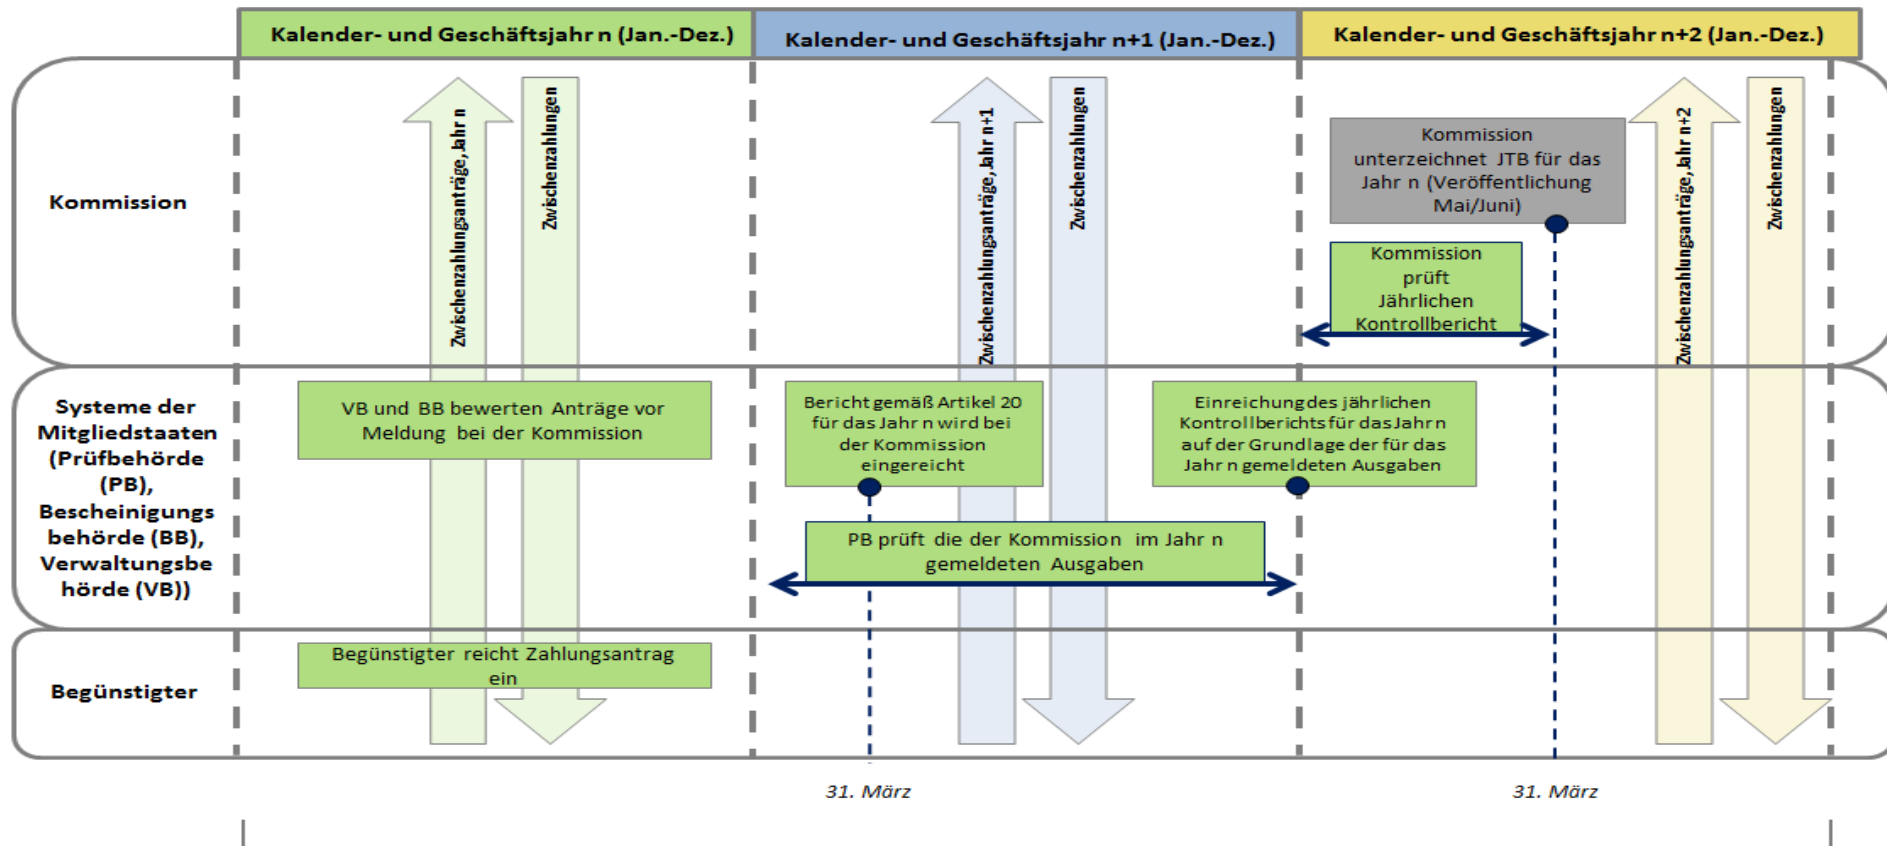 Kalender- und Geschäftsjahr n (Jan.-Dez.)
Kalender- und Geschäftsjahr n+1 (Jan.-Dez.)
Kalender- und Geschäftsjahr n+2 (Jan.-Dez.)
Kommission
Zwischenzahlungsanträge, Jahr n
Zwischenzahlungen
Zwischenzahlungsanträge, Jahr n+1
Zwischenzahlungen
Kommission
unterzeichnet JTB für das
Jahr n (Veröffentlichung
Mai/Juni)
Kommission
prüft
Jährlichen
Kontrollbericht
Zwischenzahlungsanträge, Jahr n+2
Zwischenzahlungen
Systeme der
Mitgliedstaaten
(Prüfbehörde
(PB),
Bescheinigungs
behörde (BB),
Verwaltungsbe
hörde (VB))
VB und BB bewerten Anträge vor
Meldung bei der Kommission
Bericht gemäß Artikel 20
für das Jahr n wird bei
der Kommission
eingereicht
Einreichung des jährlichen
Kontrollberichts für das Jahr n
auf der Grundlage der für das
Jahr n gemeldeten Ausgaben
PB prüft die der Kommission im Jahr n
gemeldeten Ausgaben
Begünstigter
Begünstigter reicht Zahlungsantrag
ein
31. März
31. März